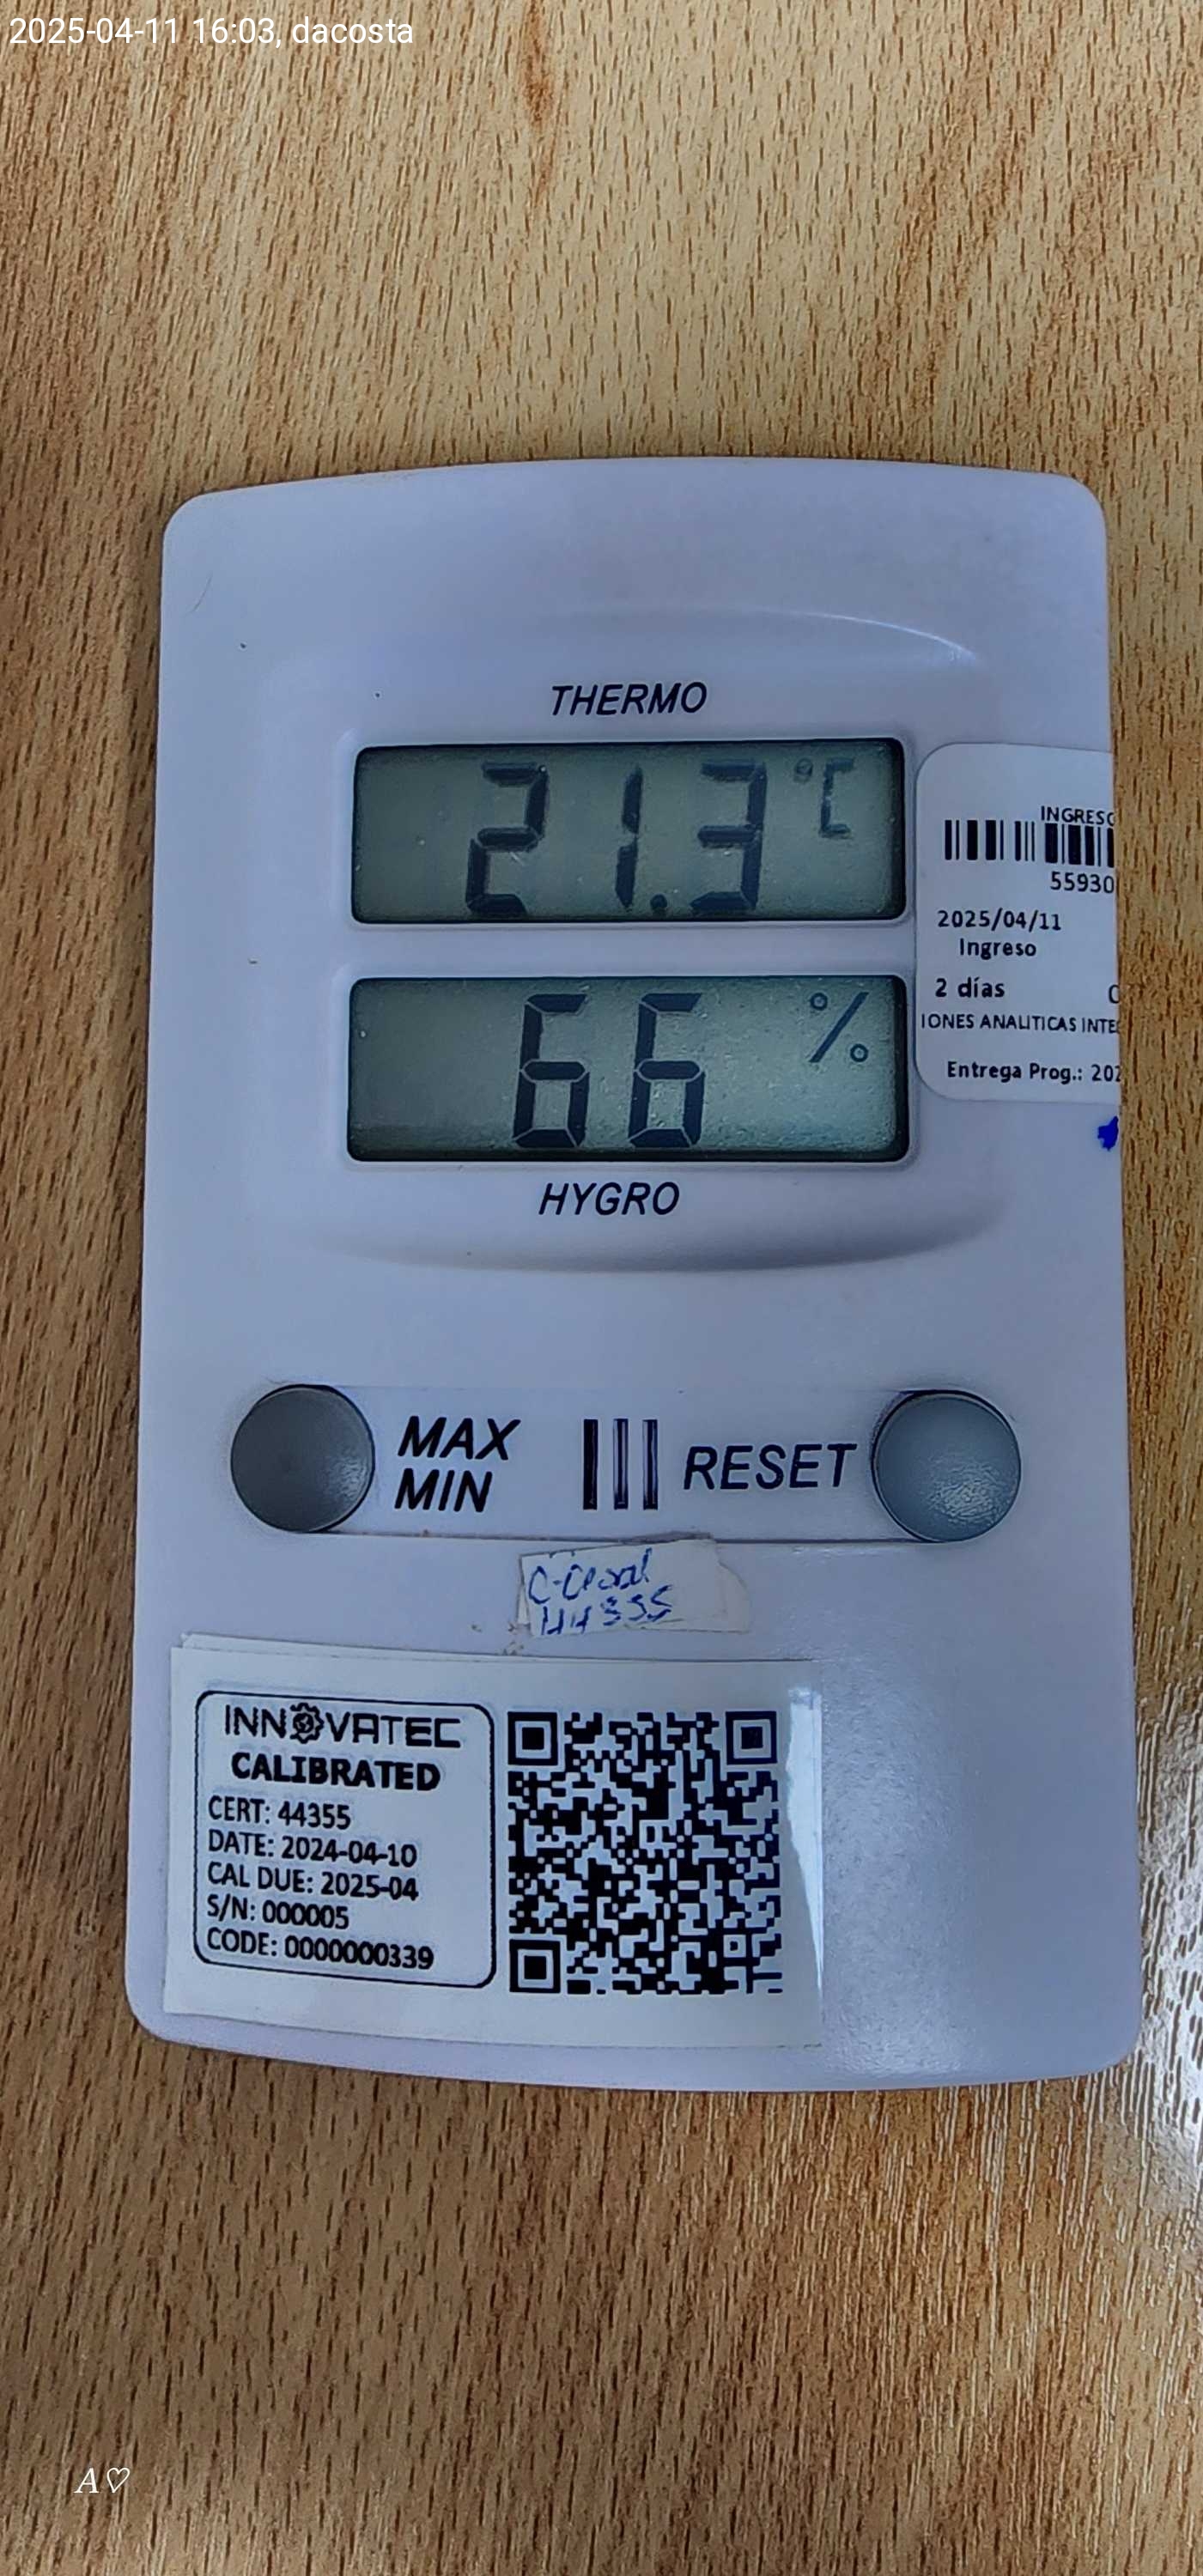 2025-04-11 16:03, dacosta
THERMO
21.3 °C
INGRESO
55930
2025/04/11
Ingreso
2 días
IONES ANALITICAS INTE
Entrega Prog.: 202
66 %
HYGRO
MAX
MIN
RESET
INNOVATEC
CALIBRATED
CERT: 44355
DATE: 2024-04-10
CAL DUE: 2025-04
S/N: 000005
CODE: 0000000339
A♡